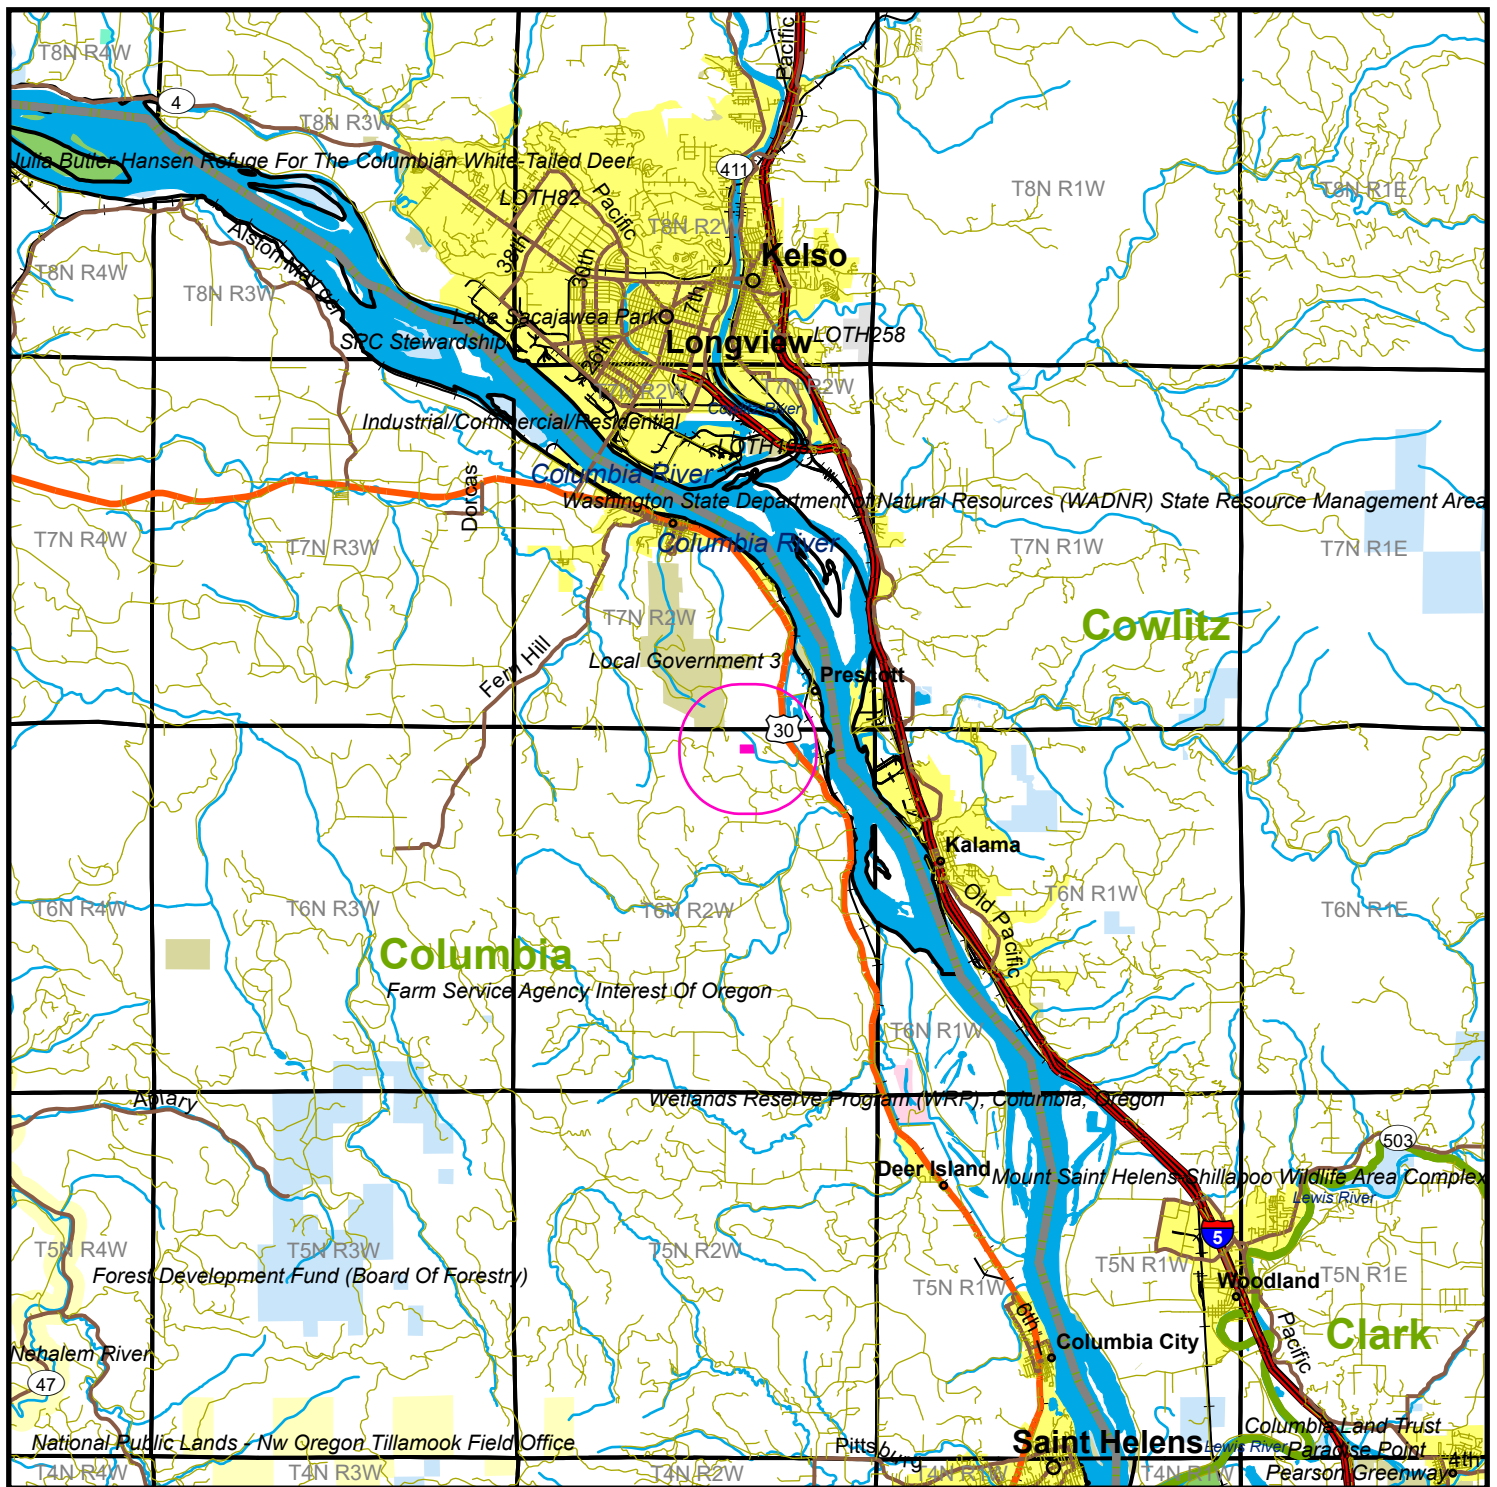 Pacific
T8N R4W
4
T8N R3W
Julia Butler Hansen Refuge For The Columbian White-Tailed Deer
411
LOTH82
Pacific
T8N R1W
T8N R1E
T8N R2W
Alston Mayger
38th
30th
Kelso
T8N R4W
T8N R3W
7th
Lake Sacajawea Park
SPC Stewardship
26th
Longview
LOTH258
T7N R2W
T7N R2W
Cowlitz River
Industrial/Commercial/Residential
LOTH193
Columbia River
Dorcas
Washington State Department of Natural Resources (WADNR) State Resource Management Area
T7N R4W
T7N R3W
Columbia River
T7N R1W
T7N R1E
T7N R2W
Cowlitz
Fern Hill
Local Government 3
Prescott
30
Kalama
T6N R4W
T6N R3W
T6N R2W
Old Pacific
T6N R1W
T6N R1E
Columbia
Farm Service Agency Interest Of Oregon
T6N R1W
Apiary
Wetlands Reserve Program (WRP), Columbia, Oregon
503
Deer Island
Mount Saint Helens-Shillapoo Wildlife Area Complex
Lewis River
5
T5N R4W
T5N R3W
T5N R2W
T5N R1W
T5N R1W
T5N R1E
Forest Development Fund (Board Of Forestry)
Woodland
6th
Columbia City
Pacific
Clark
Nehalem River
47
National Public Lands - Nw Oregon Tillamook Field Office
Pittsburg
Saint Helens
Lewis River
Columbia Land Trust
Paradise Point
4th
T4N R4W
T4N R3W
T4N R2W
T4N R1W
T4N R1W
Pearson Greenway